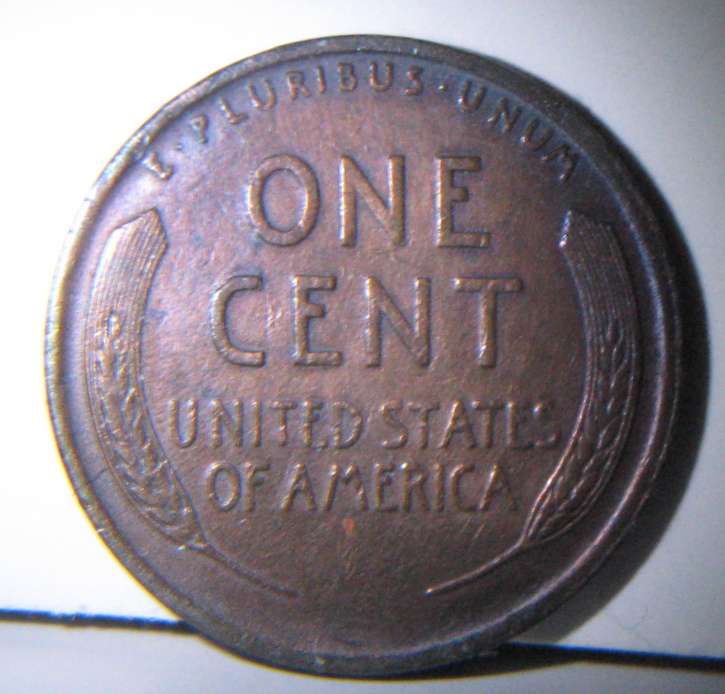 E · PLURIBUS · UNUM
ONE
CENT
UNITED STATES
OF AMERICA